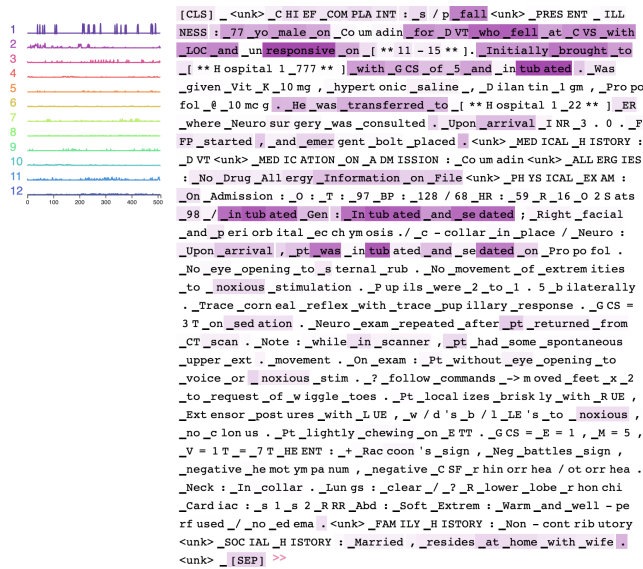 1
2
3
4
5
6
7
8
9
10
11
12
0 100 200 300 400 500
[CLS] _<unk> _C HI EF _COM PLA INT : _s / p _fall <unk> _PRES ENT _ ILL
NESS : _77 _yo _male _on _Co um adin _for _D VT _who _fell _at _C VS _with
_LOC _and _un responsive _on _[ ** 11 – 15 ** ]. _Initially _brought _to
_[ ** H ospital 1 _777 ** ] _with _G CS _of _5 _and _in tub ated . _Was
_given _Vit _K _10 mg , _hypert onic _saline _, _D ilan tin _1 gm , _Pro po
fol _@ _10 mc g . _He _was _transferred _to _[ ** H ospital 1 _22 ** ] _ER
_where _Neuro sur gery _was _consulted . _Upon _arrival _I NR _3 . 0 . _F
FP _started , _and _emer gent _bolt _placed . <unk> _MED ICAL _H ISTORY :
_D VT <unk> _MED IC ATION _ON _A DM ISSION : _Co um adin <unk> _ALL ERG IES
: _No _Drug _All ergy _Information _on _File <unk> _PH YS ICAL _EX AM :
_On _Admission : _O : _T : _97 _BP : _128 / 68 _HR : _59 _R _16 _O 2 S ats
_98 _/ _in tub ated _Gen : _In tub ated _and _se dated ; _Right _facial
_and _p eri orb ital _ec ch ym osis . / _c – collar _in _place / _Neuro :
_Upon _arrival , _pt _was _in tub ated _and _se dated _on _Pro po fol .
_No _eye _opening _to _s ternal _rub . _No _movement _of _extrem ities
_to _ noxious _stimulation . _P up ils _were _2 _to _1 . 5 _b ilaterally
. _Trace _corn eal _reflex _with _trace _pup illary _response . _G CS =
3 T _on _sed ation . _Neuro _exam _repeated _after _pt _returned _from
_CT _scan . _Note : _while _in _scanner , _pt _had _some _spontaneous
_upper _ext . _movement . _On _exam : _Pt _without _eye _opening _to
_voice _or _ noxious _stim . _? _follow _commands _–> m oved _feet _x _2
_to _request _of _w iggle _toes . _Pt _local izes _brisk ly _with _R UE ,
_Ext ensor _post ures _with _L UE , _w / d ' s _b / l _LE ' s _to _ noxious ,
_no _c lon us . _Pt _lightly _chewing _on _E TT . _G CS = _E = 1 , _M = 5 ,
_V = 1 T _= _7 T _HE ENT : _+ _Rac coon ' s _sign , _Neg _battles _sign ,
_negative _he mot ym pa num , _negative _C SF _r hin orr hea / ot orr hea .
_Neck : _In _collar . _Lun gs : _clear _/ _? _R _lower _lobe _r hon chi
_Card iac : _s 1 _s 2 _R RR _Abd : _Soft _Extrem : _Warm _and _well – pe
rf used _/ _no _ed ema . <unk> _FAM ILY _H ISTORY : _Non – cont rib utory
<unk> _SOC IAL _H ISTORY : _Married , _resides _at _home _with _wife .
<unk> _ [SEP] >>